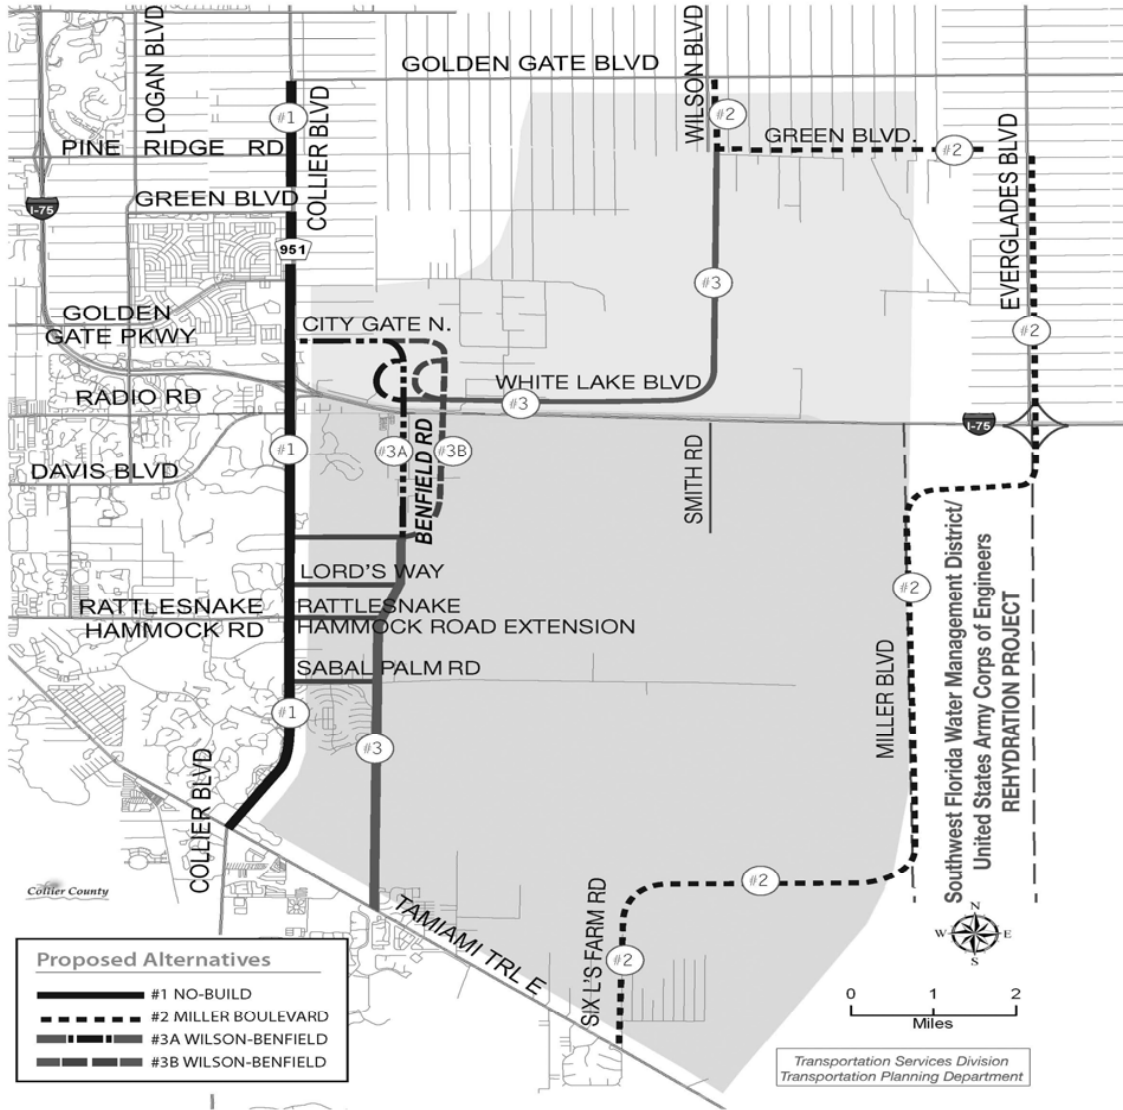 LOGAN BLVD
COLLIER BLVD
WILSON BLVD
GOLDEN GATE BLVD
#1
#2
GREEN BLVD.
#2
PINE RIDGE RD
EVERGLADES BLVD
GREEN BLVD
I-75
951
#3
GOLDEN
GATE PKWY
CITY GATE N.
#2
RADIO RD
WHITE LAKE BLVD
#3
I-75
#1
#3A
#3B
BENFIELD RD
SMITH RD
DAVIS BLVD
LORD'S WAY
#2
RATTLESNAKE
HAMMOCK RD
RATTLESNAKE
HAMMOCK ROAD EXTENSION
SABAL PALM RD
MILLER BLVD
Southwest Florida Water Management District/
United States Army Corps of Engineers
REHYDRATION PROJECT
#1
#3
COLLIER BLVD
Collier County
#2
TAMIAMI TRL E
SIX L'S FARM RD
#2
N
W E
S
Proposed Alternatives
#1 NO-BUILD
#2 MILLER BOULEVARD
#3A WILSON-BENFIELD
#3B WILSON-BENFIELD
0 1 2
Miles
Transportation Services Division
Transportation Planning Department